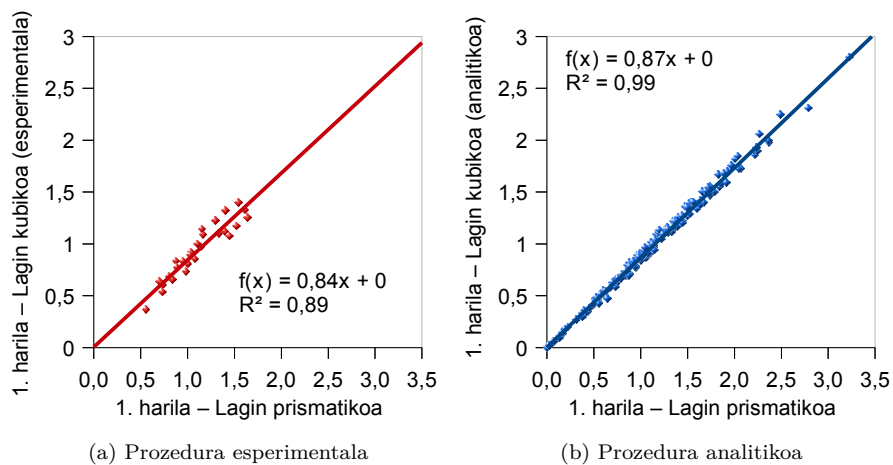 1. harila – Lagin kubikoa (esperimentala)
3
2,5
2
1,5
1
0,5
0
f(x) = 0,84x + 0
R² = 0,89
0,0 0,5 1,0 1,5 2,0 2,5 3,0 3,5
1. harila – Lagin prismatikoa
(a) Prozedura esperimentala
1. harila – Lagin kubikoa (analitikoa)
3
2,5
2
1,5
1
0,5
0
f(x) = 0,87x + 0
R² = 0,99
0,0 0,5 1,0 1,5 2,0 2,5 3,0 3,5
1. harila – Lagin prismatikoa
(b) Prozedura analitikoa